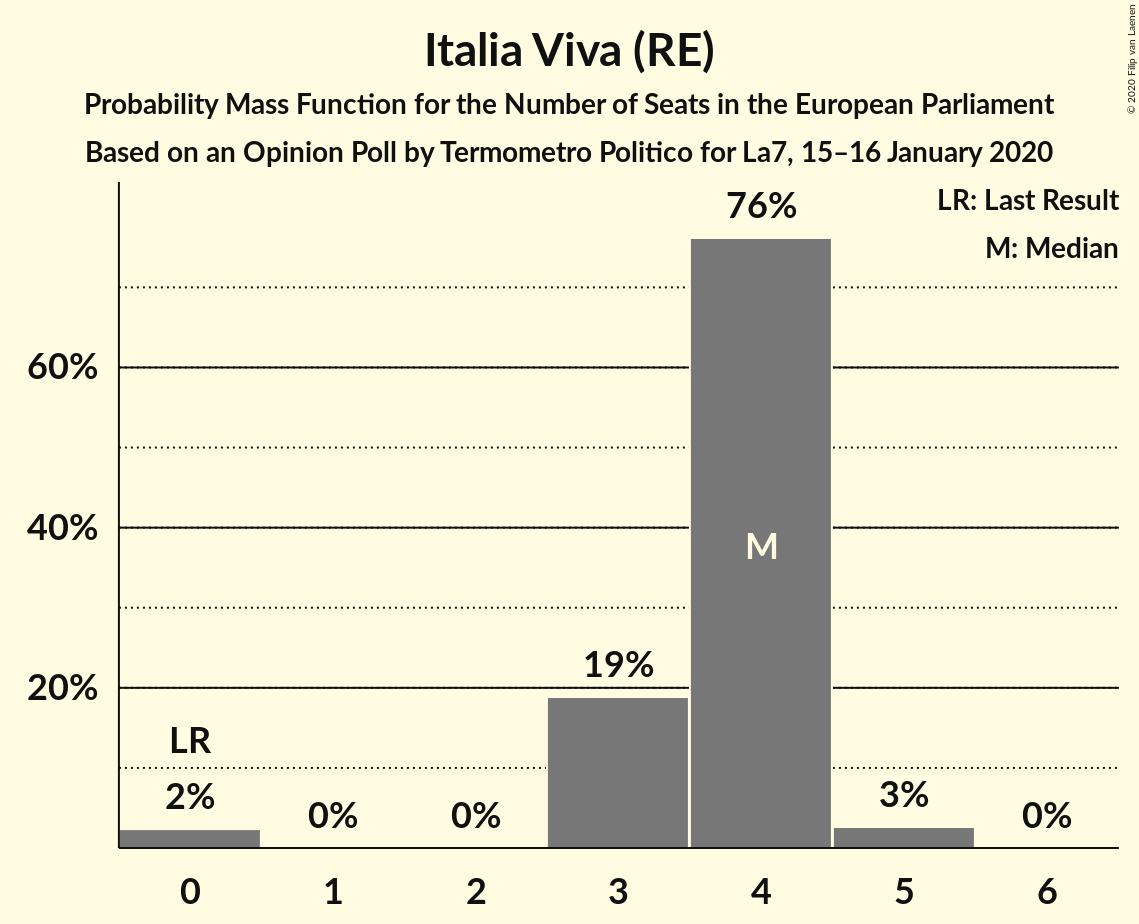 Italia Viva (RE)
Probability Mass Function for the Number of Seats in the European Parliament
Based on an Opinion Poll by Termometro Politico for La7, 15–16 January 2020
© 2020 Filip van Laenen
LR: Last Result
M: Median
76%
60%
40%
M
19%
20%
LR
2%
0%
0%
3%
0%
0
1
2
3
4
5
6